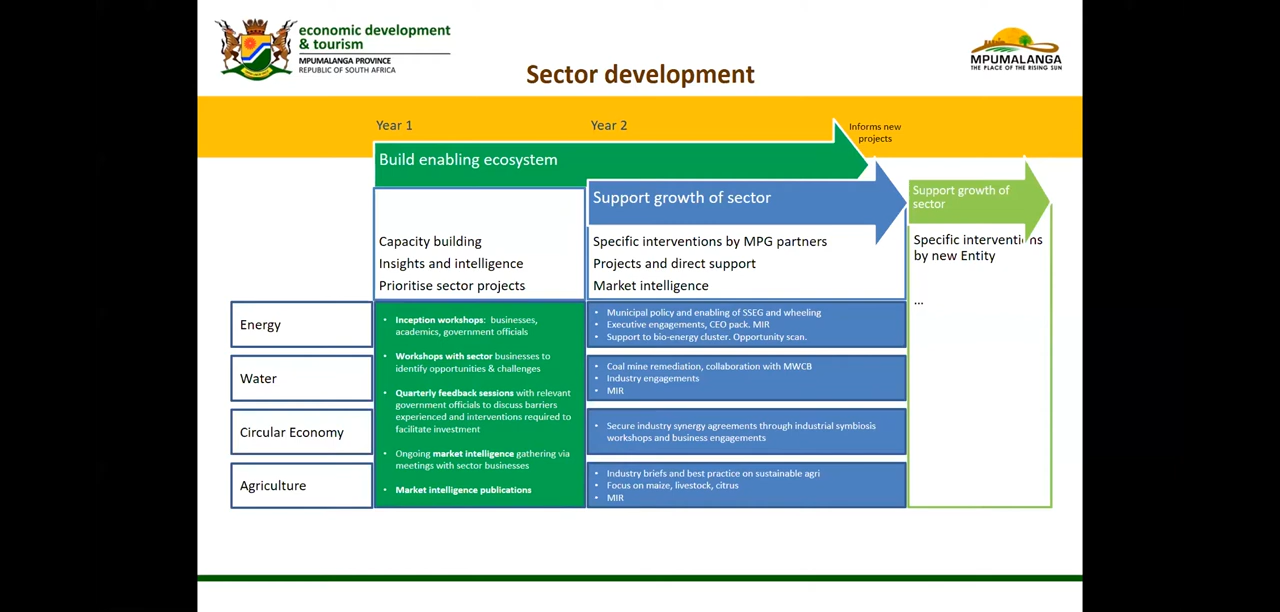 economic development
& tourism
MPUMALANGA PROVINCE
REPUBLIC OF SOUTH AFRICA
MPUMALANGA
THE PLACE OF THE RISING SUN
Sector development
Year 1
Year 2
Informs new
projects
Build enabling ecosystem
Support growth of sector
Support growth of
sector
Capacity building
Insights and intelligence
Prioritise sector projects
Specific interventions by MPG partners
Projects and direct support
Market intelligence
Specific interventions
by new Entity
...
Energy
Water
Circular Economy
Agriculture
• Inception workshops: businesses,
academics, government officials
• Workshops with sector businesses to
identify opportunities & challenges
• Quarterly feedback sessions with relevant
government officials to discuss barriers
experienced and interventions required to
facilitate investment
• Ongoing market intelligence gathering via
meetings with sector businesses
• Market intelligence publications
• Municipal policy and enabling of SSEG and wheeling
• Executive engagements, CEO pack. MIR
• Support to bio-energy cluster. Opportunity scan.
• Coal mine remediation, collaboration with MWCB
• Industry engagements
• MIR
• Secure industry synergy agreements through industrial symbiosis
workshops and business engagements
• Industry briefs and best practice on sustainable agri
• Focus on maize, livestock, citrus
• MIR